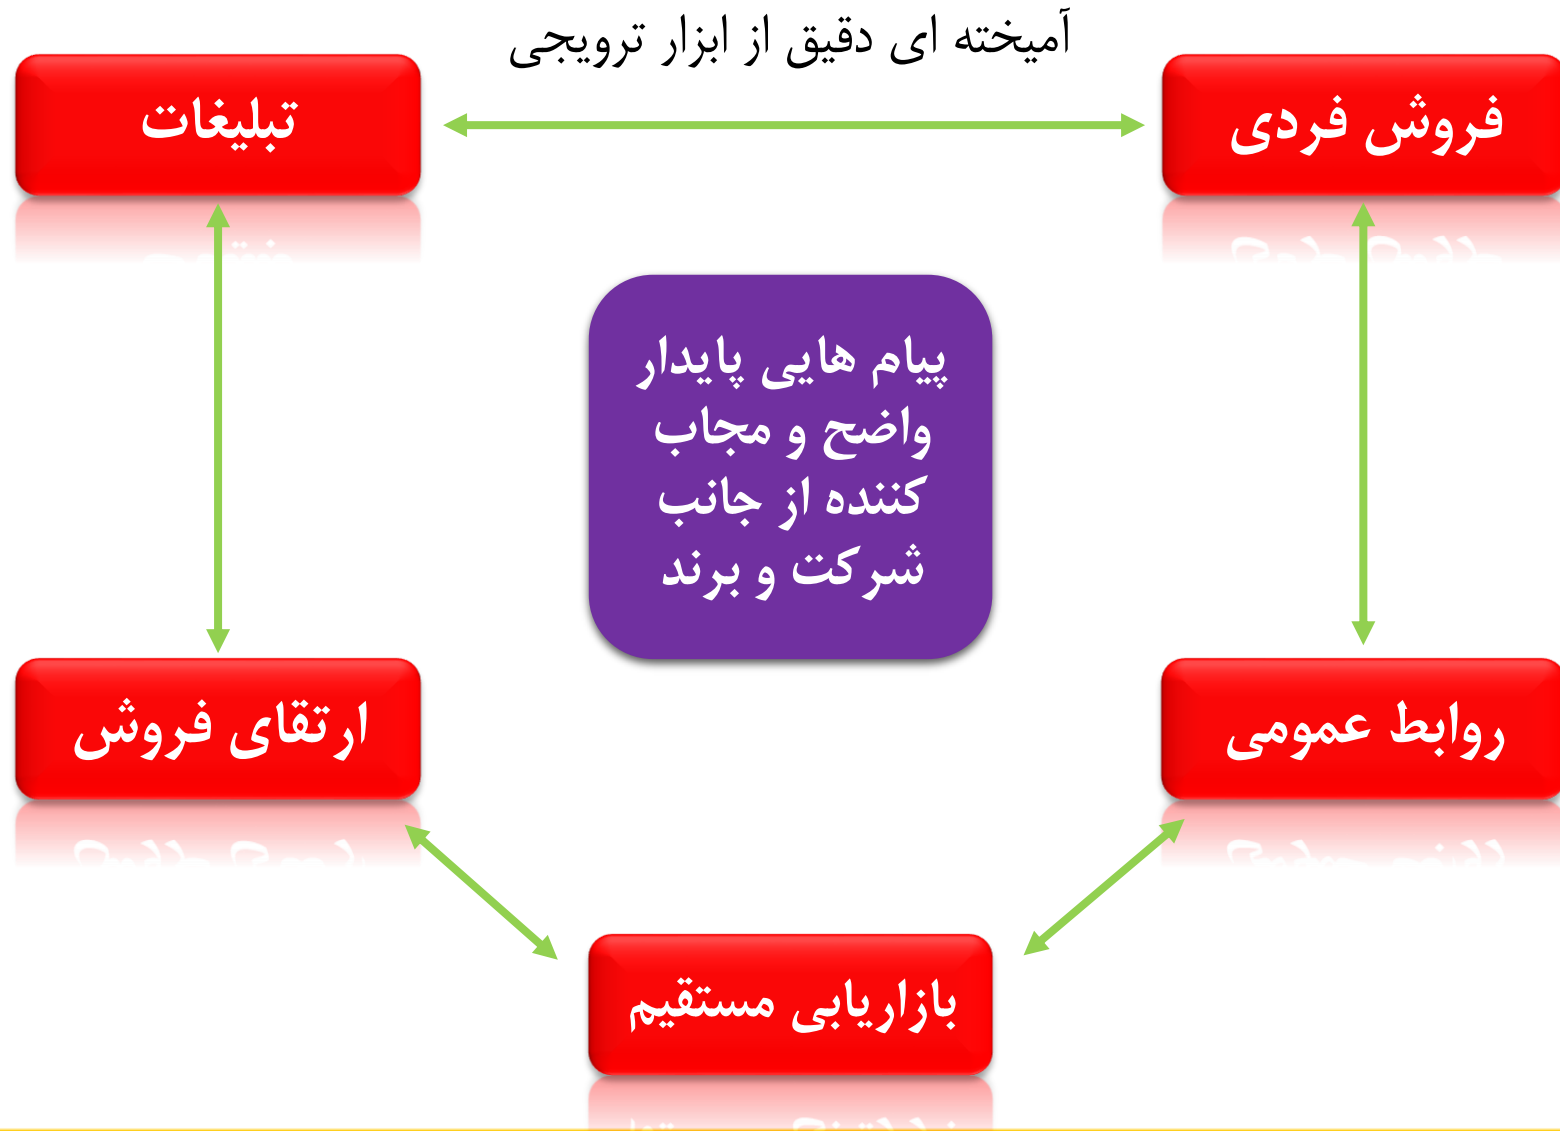 آمیخته ای دقیق از ابزار ترویجی
فروش فردی
تبلیغات
پیام هایی پایدار
واضح و مجاب
کننده از جانب
شرکت و برند
روابط عمومی
ارتقای فروش
بازاریابی مستقیم